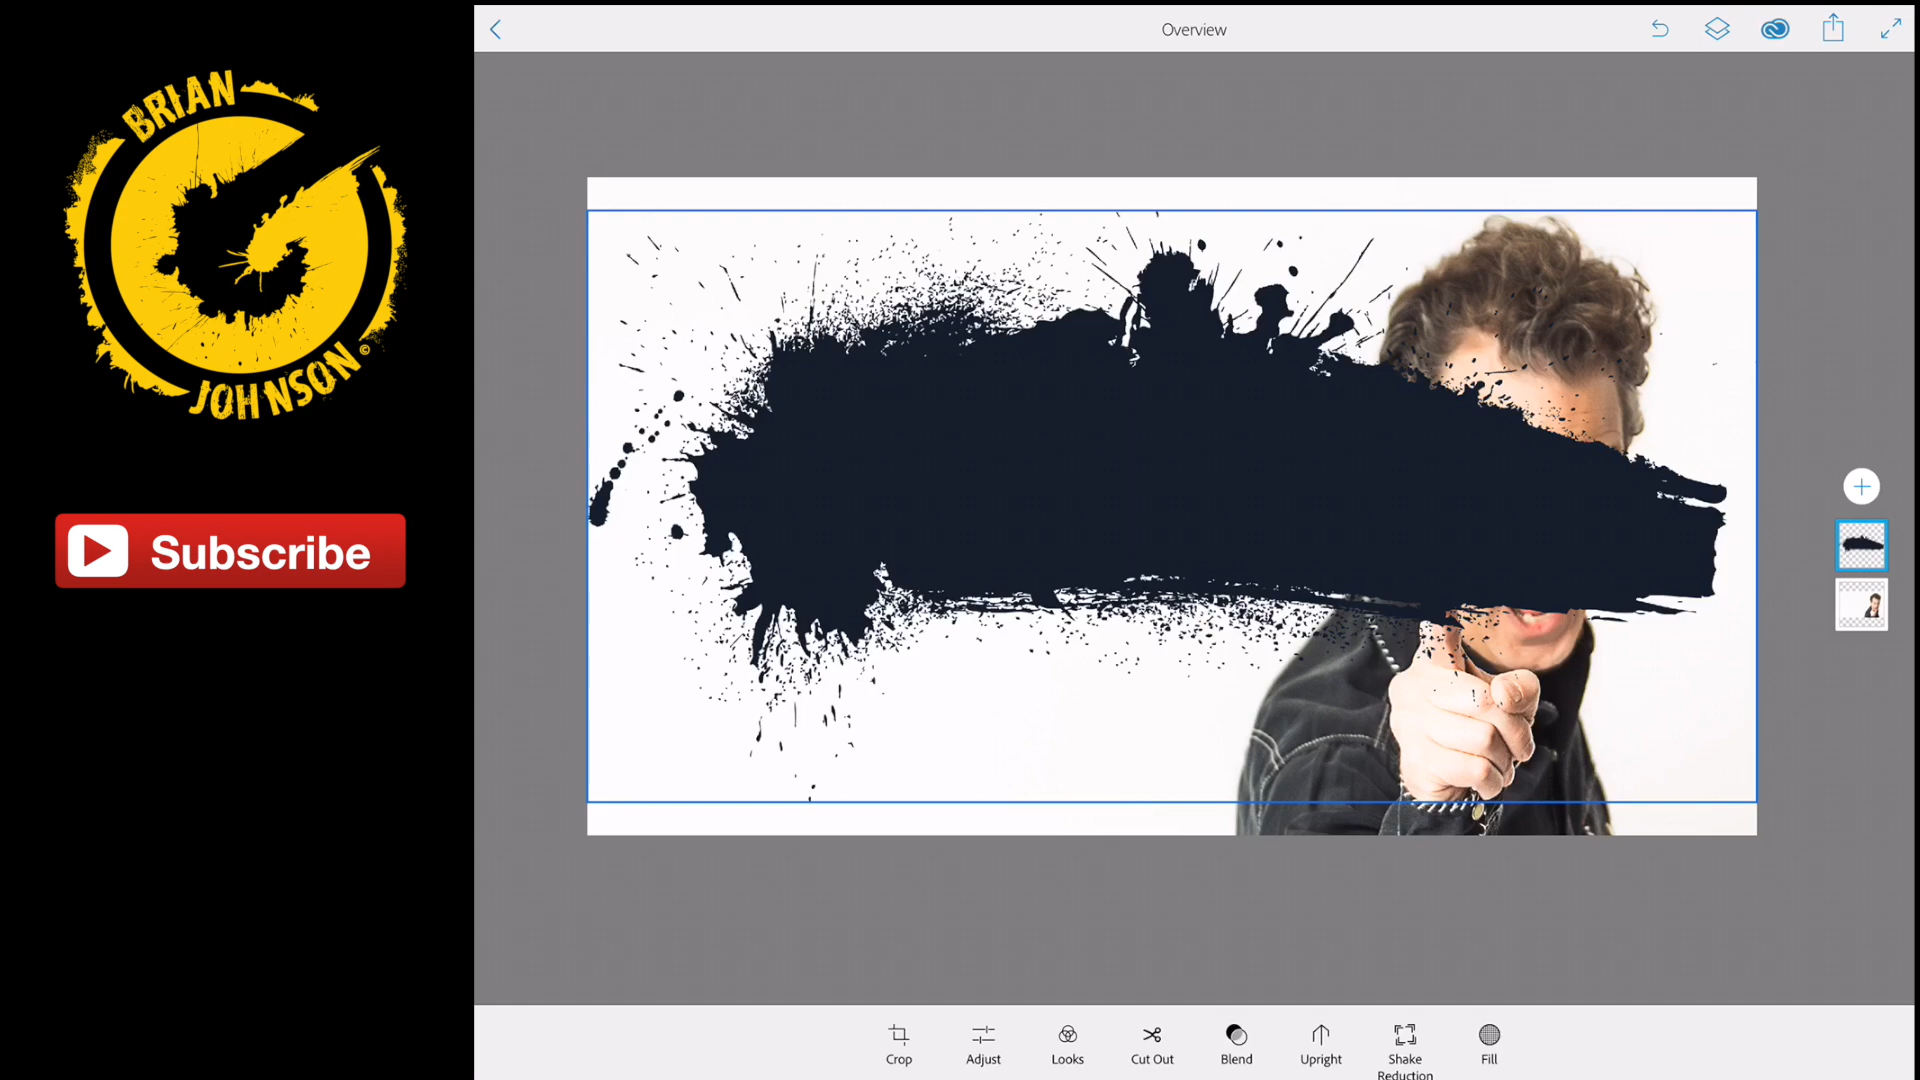 BRIAN
JOHNSON ©
Subscribe
Overview
Crop
Adjust
Looks
Cut Out
Blend
Upright
Shake
Reduction
Fill